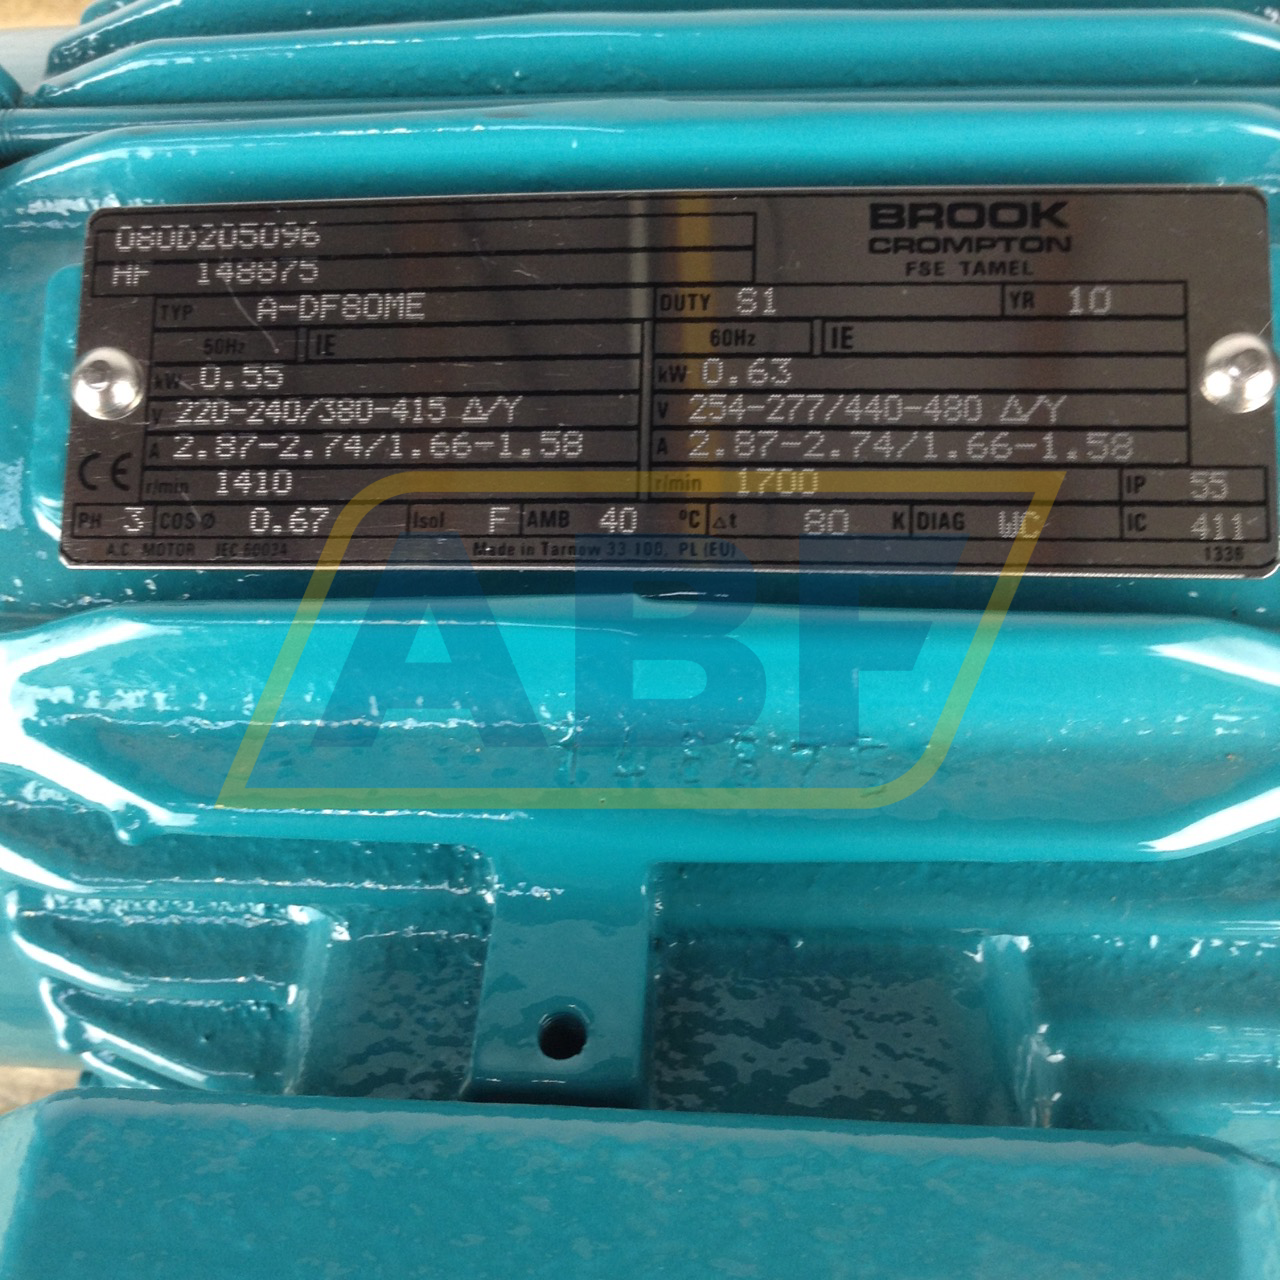 080D205096
BROOK
CROMPTON
FSE TAMEL
HF 148875
TYP A-DF80ME DUTY S1 YR 10
50Hz IE 60Hz IE
kW 0.55 kW 0.63
V 220-240/380-415 Δ/Y V 254-277/440-480 Δ/Y
A 2.87-2.74/1.66-1.58 A 2.87-2.74/1.66-1.58
CE r/min 1410 r/min 1700 IP 55
PH 3 COS Ø 0.67 Isol F AMB 40 °C Δt 80 K DIAG WC IC 411
A.C MOTOR IEC 60034 Made in Tarnow 33 100, PL (EU) 1336
ABF